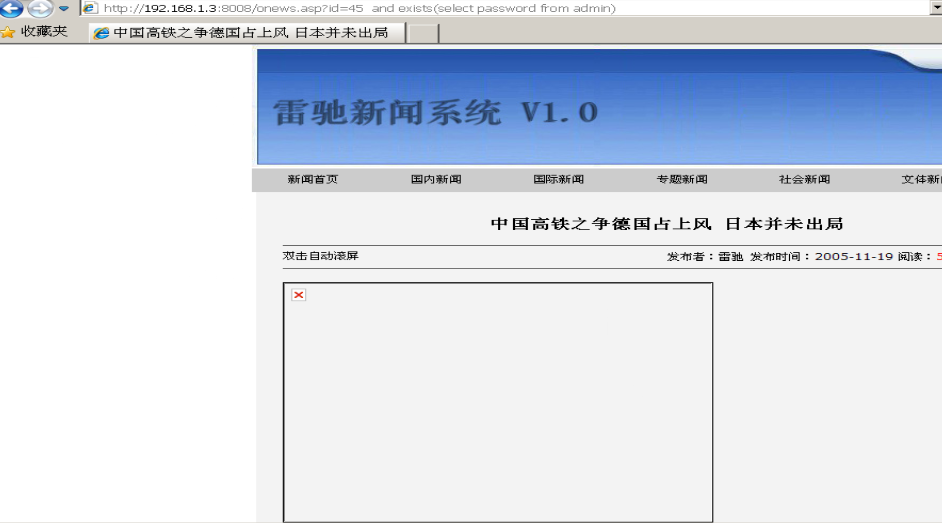 http://192.168.1.3:8008/onews.asp?id=45  and exists(select password from admin)
收藏夹 中国高铁之争德国占上风 日本并未出局
雷驰新闻系统 V1.0
新闻首页 国内新闻 国际新闻 专题新闻 社会新闻 文体新
中国高铁之争德国占上风 日本并未出局
双击自动滚屏 发布者：雷驰 发布时间：2005-11-19 阅读：5